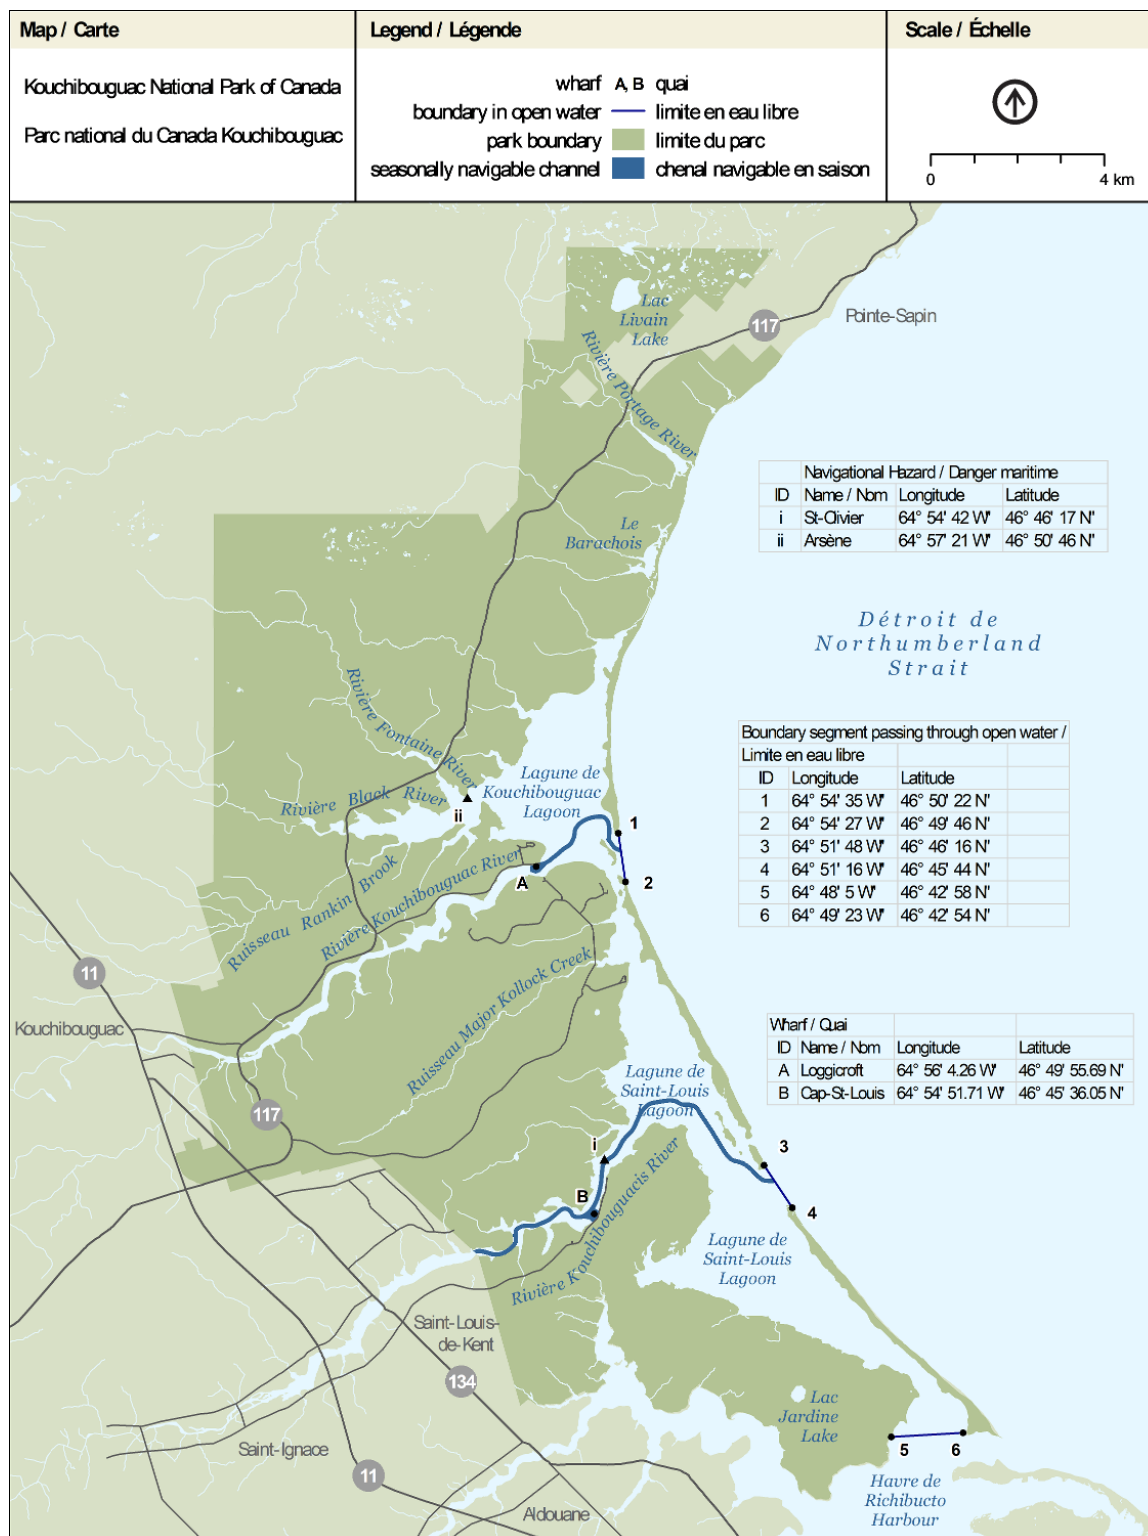 Map / Carte
Legend / Légende
Scale / Échelle
Kouchibouguac National Park of Canada
Parc national du Canada Kouchibouguac
wharf A, B quai
boundary in open water limite en eau libre
park boundary limite du parc
seasonally navigable channel chenal navigable en saison
0 4 km
Lac
Livain
Lake
117
Pointe-Sapin
Rivière Portage River
Navigational Hazard / Danger maritime
ID Name / Nom Longitude Latitude
i St-Olivier 64° 54' 42 W' 46° 46' 17 N'
ii Arsène 64° 57' 21 W' 46° 50' 46 N'
Le
Barachois
Détroit de
Northumberland
Strait
Rivière Fontaine River
Boundary segment passing through open water /
Limite en eau libre
ID Longitude Latitude
1 64° 54' 35 W' 46° 50' 22 N'
2 64° 54' 27 W' 46° 49' 46 N'
3 64° 51' 48 W' 46° 46' 16 N'
4 64° 51' 16 W' 46° 45' 44 N'
5 64° 48' 5 W' 46° 42' 58 N'
6 64° 49' 23 W' 46° 42' 54 N'
Lagune de
Kouchibouguac
Lagoon
Rivière Black River
ii
1
A
2
Ruisseau Rankin Brook
Rivière Kouchibouguac River
11
Kouchibouguac
Ruisseau Major Kollock Creek
Wharf / Quai
ID Name / Nom Longitude Latitude
A Loggicroft 64° 56' 4.26 W' 46° 49' 55.69 N'
B Cap-St-Louis 64° 54' 51.71 W' 46° 45' 36.05 N'
Lagune de
Saint-Louis
Lagoon
117
i
3
B
4
Rivière Kouchibouguacis River
Lagune de
Saint-Louis
Lagoon
Saint-Louis-
de-Kent
134
Lac
Jardine
Lake
Saint-Ignace
5
6
11
Havre de
Richibucto
Harbour
Aldouane